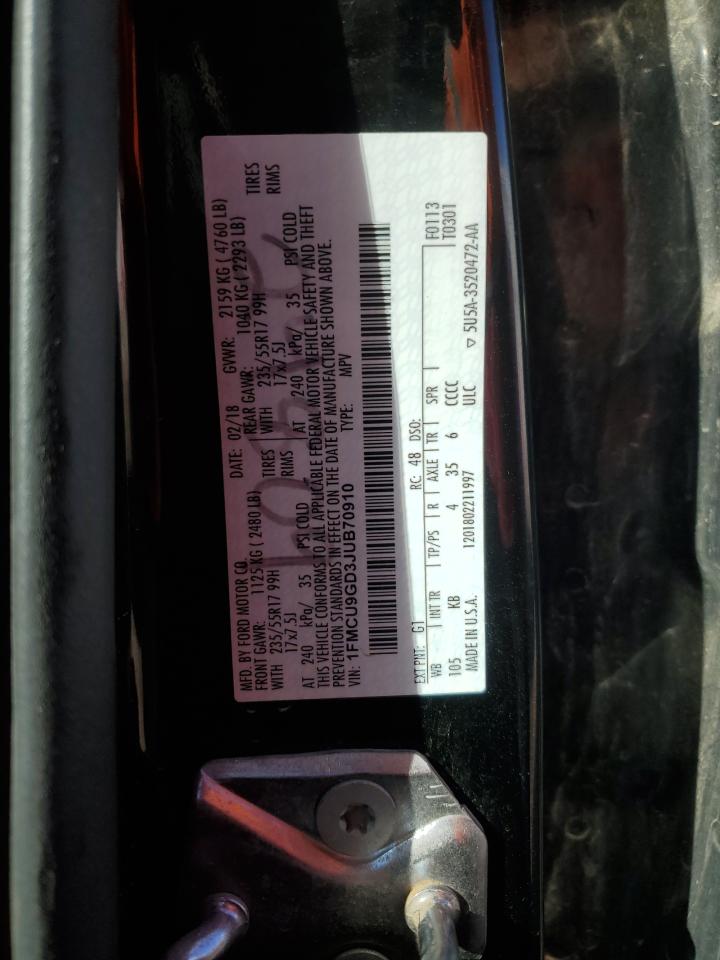 MFD. BY FORD MOTOR CO.
DATE: 02/18 GVWR: 2159 KG ( 4760 LB)
FRONT GAWR: 1125 KG ( 2480 LB) REAR GAWR: 1040 KG ( 2293 LB)
WITH 235/55R17 99H TIRES WITH 235/55R17 99H TIRES
17x7.5J RIMS 17x7.5J RIMS
AT 240 kPa/ 35 PSI COLD AT 240 kPa/ 35 PSI COLD
THIS VEHICLE CONFORMS TO ALL APPLICABLE FEDERAL MOTOR VEHICLE SAFETY AND THEFT
PREVENTION STANDARDS IN EFFECT ON THE DATE OF MANUFACTURE SHOWN ABOVE.
VIN: 1FMCU9GD3JUB70910 TYPE: MPV
EXT PNT: G1 RC: 48 DSO: F0113
WB INT TR TP/PS R AXLE TR SPR T0301
105 KB 4 35 6 CCCC
MADE IN U.S.A. 1201802211997 ULC ▽ 5U5A-3520472-AA